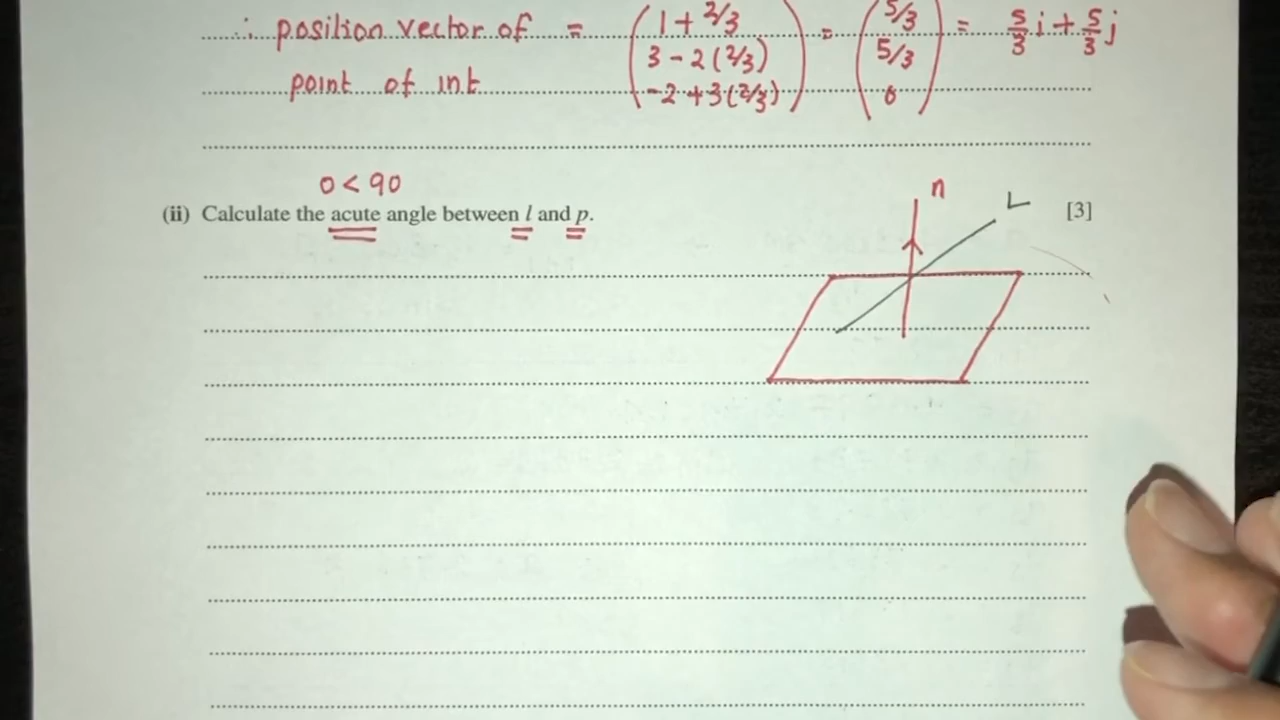 ∴ position vector of = (1 + 2/3) = (5/3) = 5/3 i + 5/3 j
point of int (3 - 2(2/3)) (5/3)
(-2 + 3(2/3)) (0)
0 < 90
(ii) Calculate the acute angle between l and p. [3]
n
L